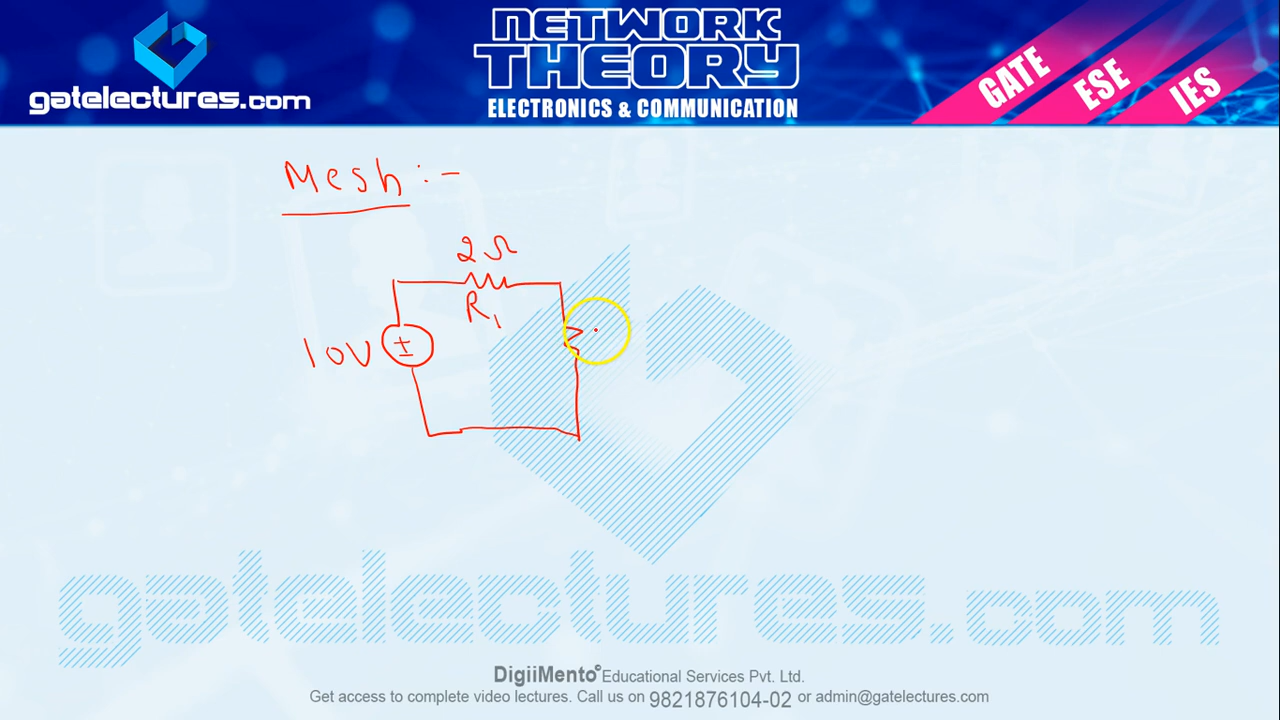 gatelectures.com
NETWORK
THEORY
ELECTRONICS & COMMUNICATION
GATE
ESE
IES
Mesh :-
2 Ω
R1
10V
±
gatelectures.com
DigiiMento© Educational Services Pvt. Ltd.
Get access to complete video lectures. Call us on 9821876104-02 or admin@gatelectures.com